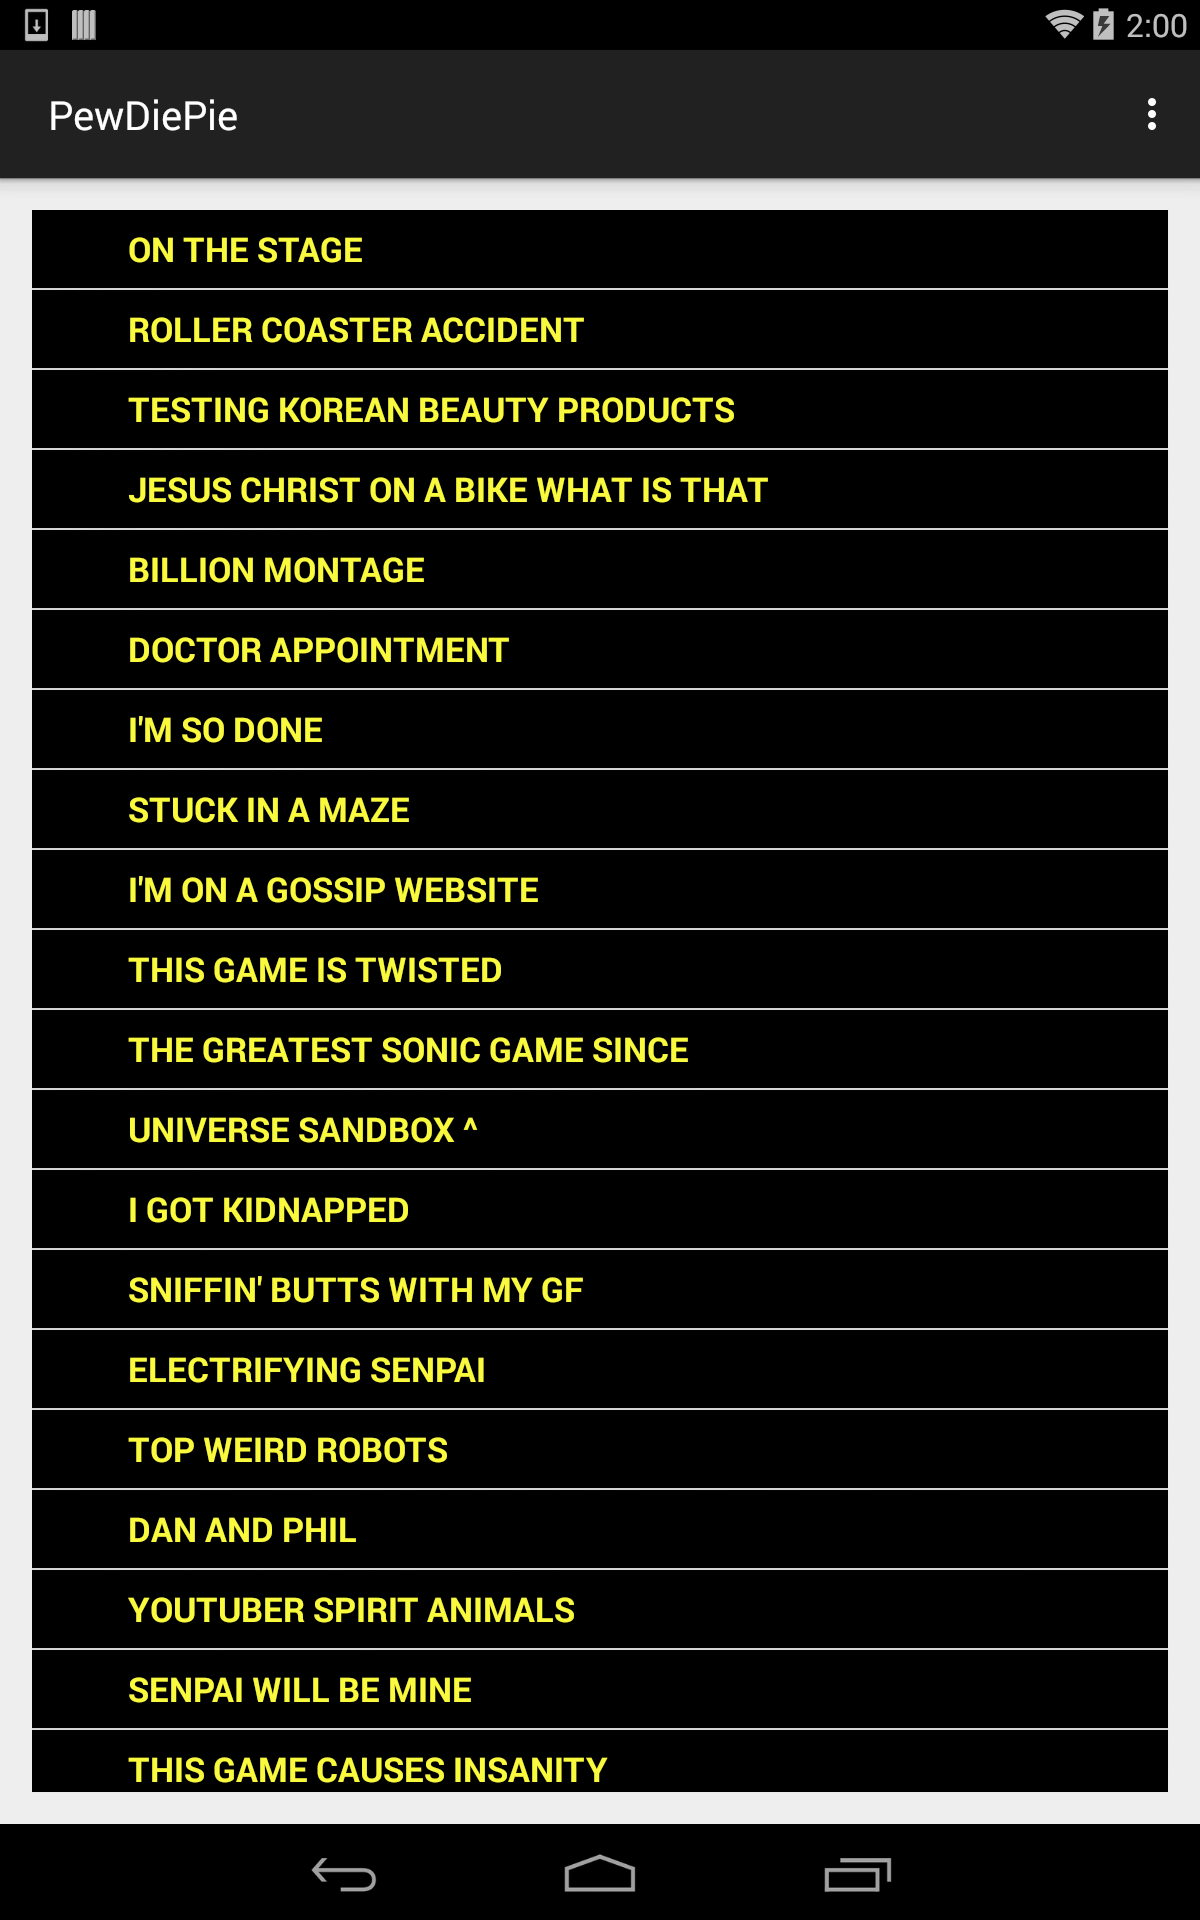 2:00
PewDiePie
ON THE STAGE
ROLLER COASTER ACCIDENT
TESTING KOREAN BEAUTY PRODUCTS
JESUS CHRIST ON A BIKE WHAT IS THAT
BILLION MONTAGE
DOCTOR APPOINTMENT
I'M SO DONE
STUCK IN A MAZE
I'M ON A GOSSIP WEBSITE
THIS GAME IS TWISTED
THE GREATEST SONIC GAME SINCE
UNIVERSE SANDBOX ^
I GOT KIDNAPPED
SNIFFIN' BUTTS WITH MY GF
ELECTRIFYING SENPAI
TOP WEIRD ROBOTS
DAN AND PHIL
YOUTUBER SPIRIT ANIMALS
SENPAI WILL BE MINE
THIS GAME CAUSES INSANITY